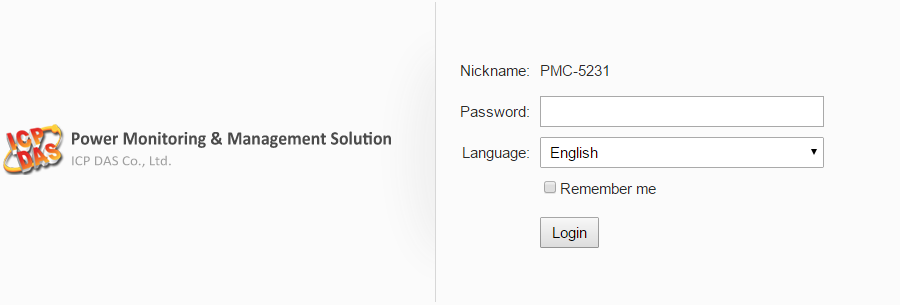 ICP
DAS
Power Monitoring & Management Solution
ICP DAS Co., Ltd.
Nickname: PMC-5231
Password:
Language: English
Remember me
Login